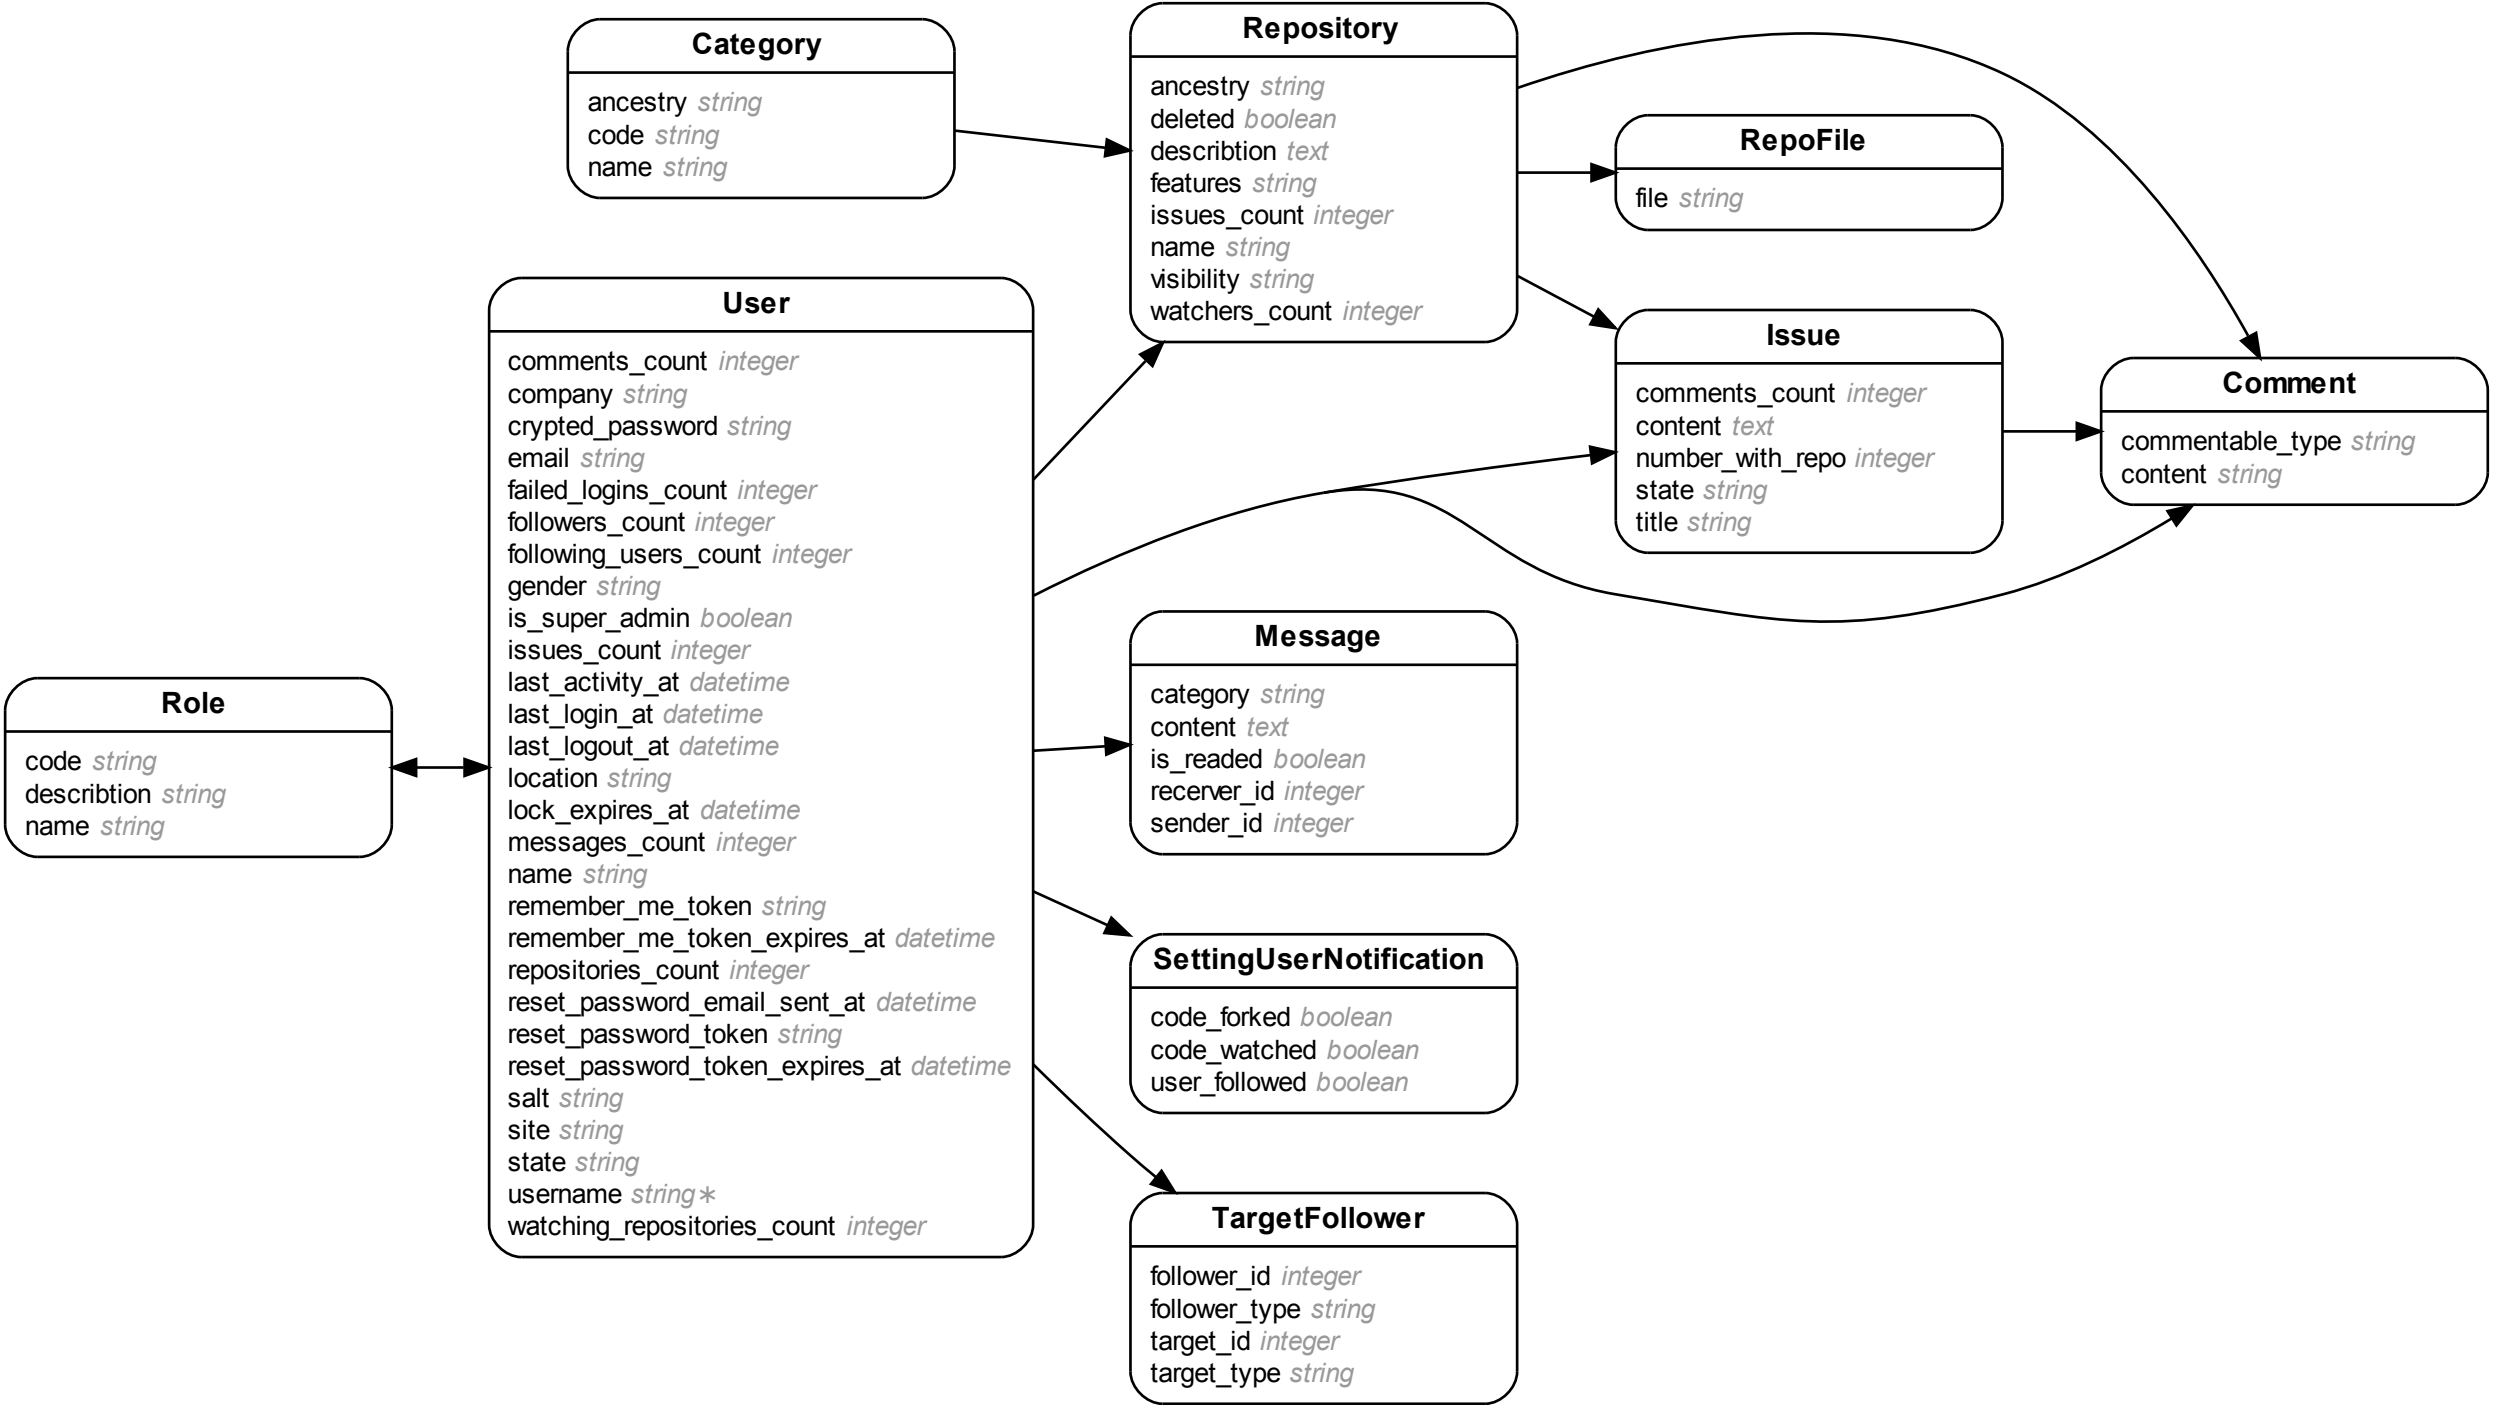 Category
ancestry string
code string
name string
Repository
ancestry string
deleted boolean
describtion text
features string
issues_count integer
name string
visibility string
watchers_count integer
RepoFile
file string
User
comments_count integer
company string
crypted_password string
email string
failed_logins_count integer
followers_count integer
following_users_count integer
gender string
is_super_admin boolean
issues_count integer
last_activity_at datetime
last_login_at datetime
last_logout_at datetime
location string
lock_expires_at datetime
messages_count integer
name string
remember_me_token string
remember_me_token_expires_at datetime
repositories_count integer
reset_password_email_sent_at datetime
reset_password_token string
reset_password_token_expires_at datetime
salt string
site string
state string
username string∗
watching_repositories_count integer
Issue
comments_count integer
content text
number_with_repo integer
state string
title string
Comment
commentable_type string
content string
Message
category string
content text
is_readed boolean
recerver_id integer
sender_id integer
Role
code string
describtion string
name string
SettingUserNotification
code_forked boolean
code_watched boolean
user_followed boolean
TargetFollower
follower_id integer
follower_type string
target_id integer
target_type string